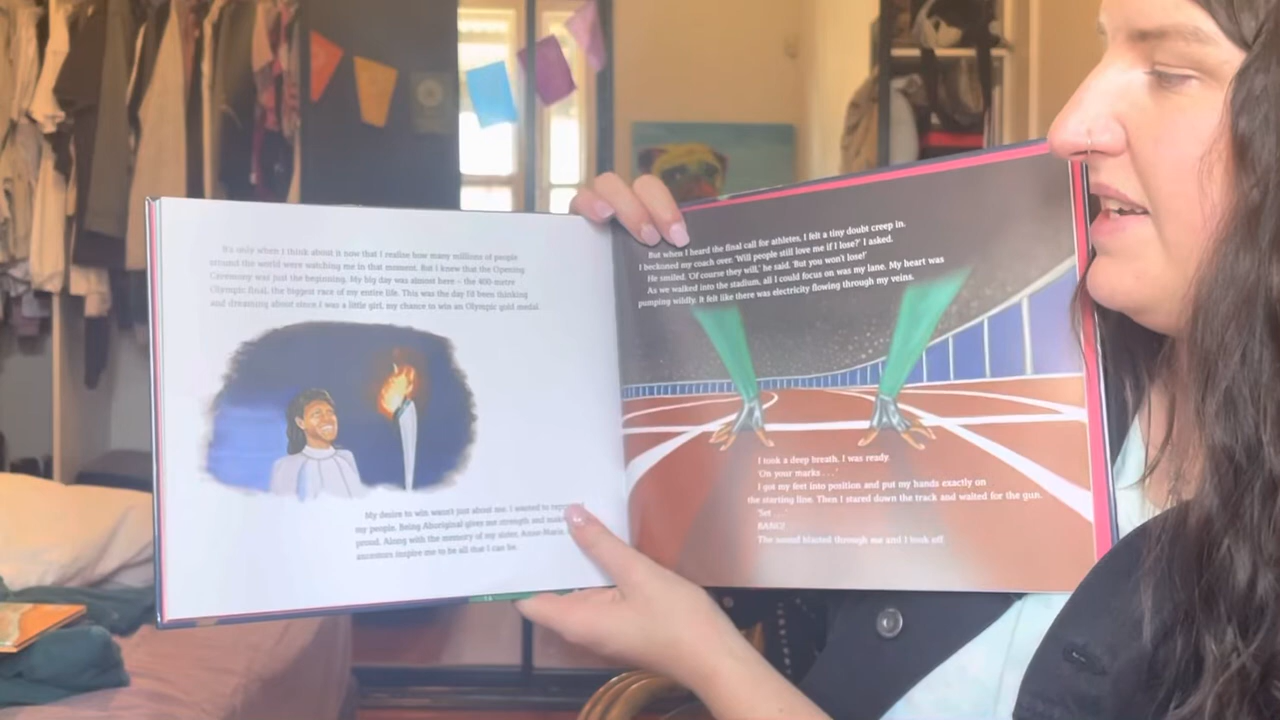 It's only when I think about it now that I realise how many millions of people
around the world were watching me in that moment. But I knew that the Opening
Ceremony was just the beginning. My big day was almost here – the 400-metre
Olympic final, the biggest race of my entire life. This was the day I'd been thinking
and dreaming about since I was a little girl, my chance to win an Olympic gold medal.
My desire to win wasn't just about me. I wanted to
my people. Being Aboriginal gives me strength and
proud. Along with the memory of my sister, Anne-Marie,
ancestors inspire me to be all that I can be.
But when I heard the final call for athletes, I felt a tiny doubt creep in.
I beckoned my coach over. 'Will people still love me if I lose?' I asked.
He smiled. 'Of course they will,' he said. 'But you won't lose!'
As we walked into the stadium, all I could focus on was my lane. My heart was
pumping wildly. It felt like there was electricity flowing through my veins.
I took a deep breath. I was ready.
'On your marks . . .'
I got my feet into position and put my hands exactly on
the starting line. Then I stared down the track and waited for the gun.
'Set . . .'
BANG!
The sound blasted through me and I took off.